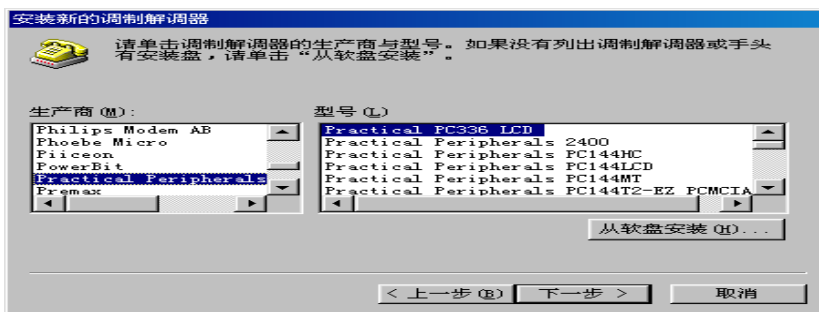 安装新的调制解调器
请单击调制解调器的生产商与型号。如果没有列出调制解调器或手头
有安装盘，请单击“从软盘安装”。
生产商(M):
型号(L)
Philips Modem AB
Phoebe Micro
Piiceon
PowerBit
Practical Peripherals
Premax
Practical PC336 LCD
Practical Peripherals 2400
Practical Peripherals PC144HC
Practical Peripherals PC144LCD
Practical Peripherals PC144MT
Practical Peripherals PC144T2-EZ PCMCIA
从软盘安装(H)...
< 上一步(B)
下一步 >
取消